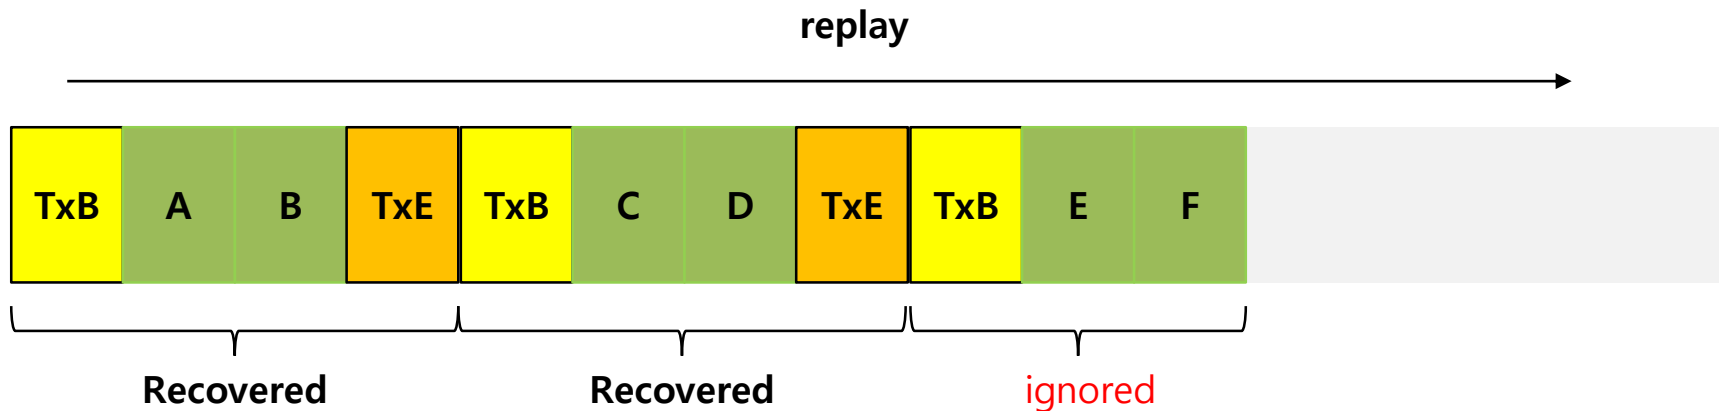 replay
TxB A B TxE TxB C D TxE TxB E F
Recovered Recovered ignored